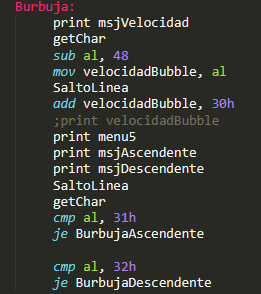 Burbuja:
print msjVelocidad
getChar
sub al, 48
mov velocidadBubble, al
SaltoLinea
add velocidadBubble, 30h
;print velocidadBubble
print menu5
print msjAscendente
print msjDescendente
SaltoLinea
getChar
cmp al, 31h
je BurbujaAscendente
cmp al, 32h
je BurbujaDescendente